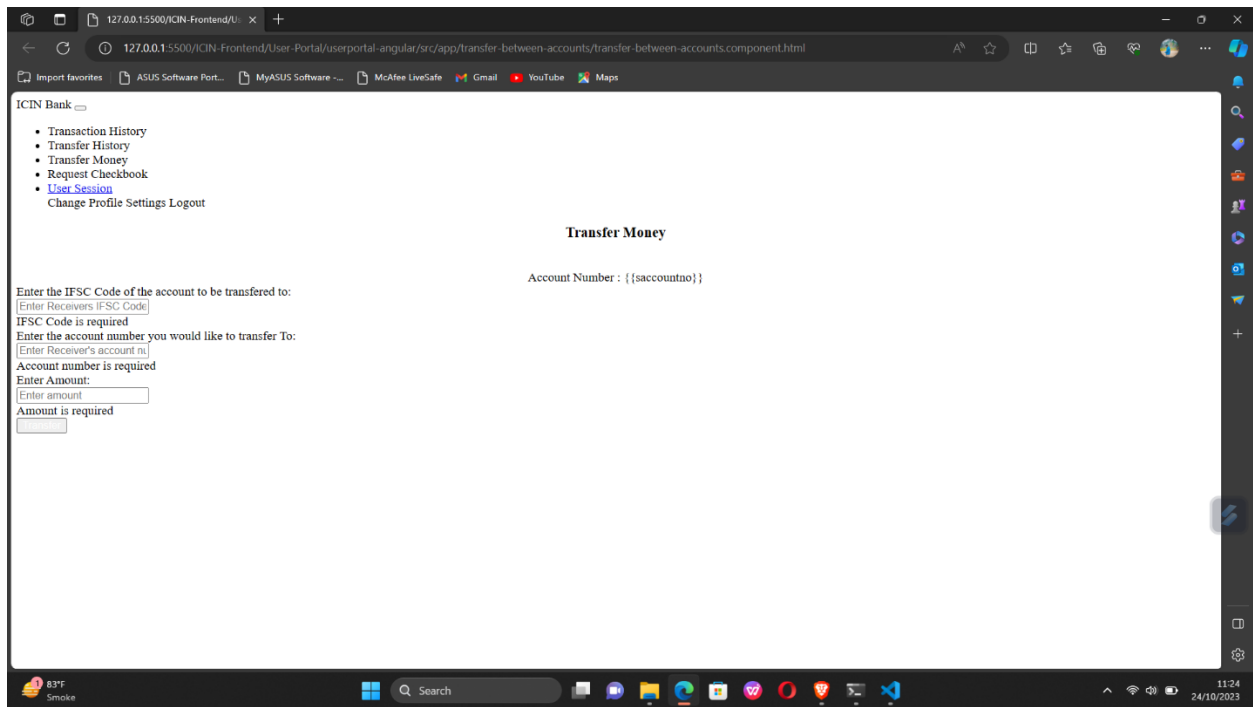 127.0.0.1:5500/ICIN-Frontend/Us
127.0.0.1:5500/ICIN-Frontend/User-Portal/userportal-angular/src/app/transfer-between-accounts/transfer-between-accounts.component.html
Import favorites ASUS Software Port... MyASUS Software -... McAfee LiveSafe Gmail YouTube Maps
ICIN Bank
Transaction History
Transfer History
Transfer Money
Request Checkbook
User Session
Change Profile Settings Logout
Transfer Money
Account Number : {{saccountno}}
Enter the IFSC Code of the account to be transfered to:
Enter Receivers IFSC Code
IFSC Code is required
Enter the account number you would like to transfer To:
Enter Receiver's account nu
Account number is required
Enter Amount:
Enter amount
Amount is required
Transfer
1 83°F
Smoke
Search
11:24
24/10/2023